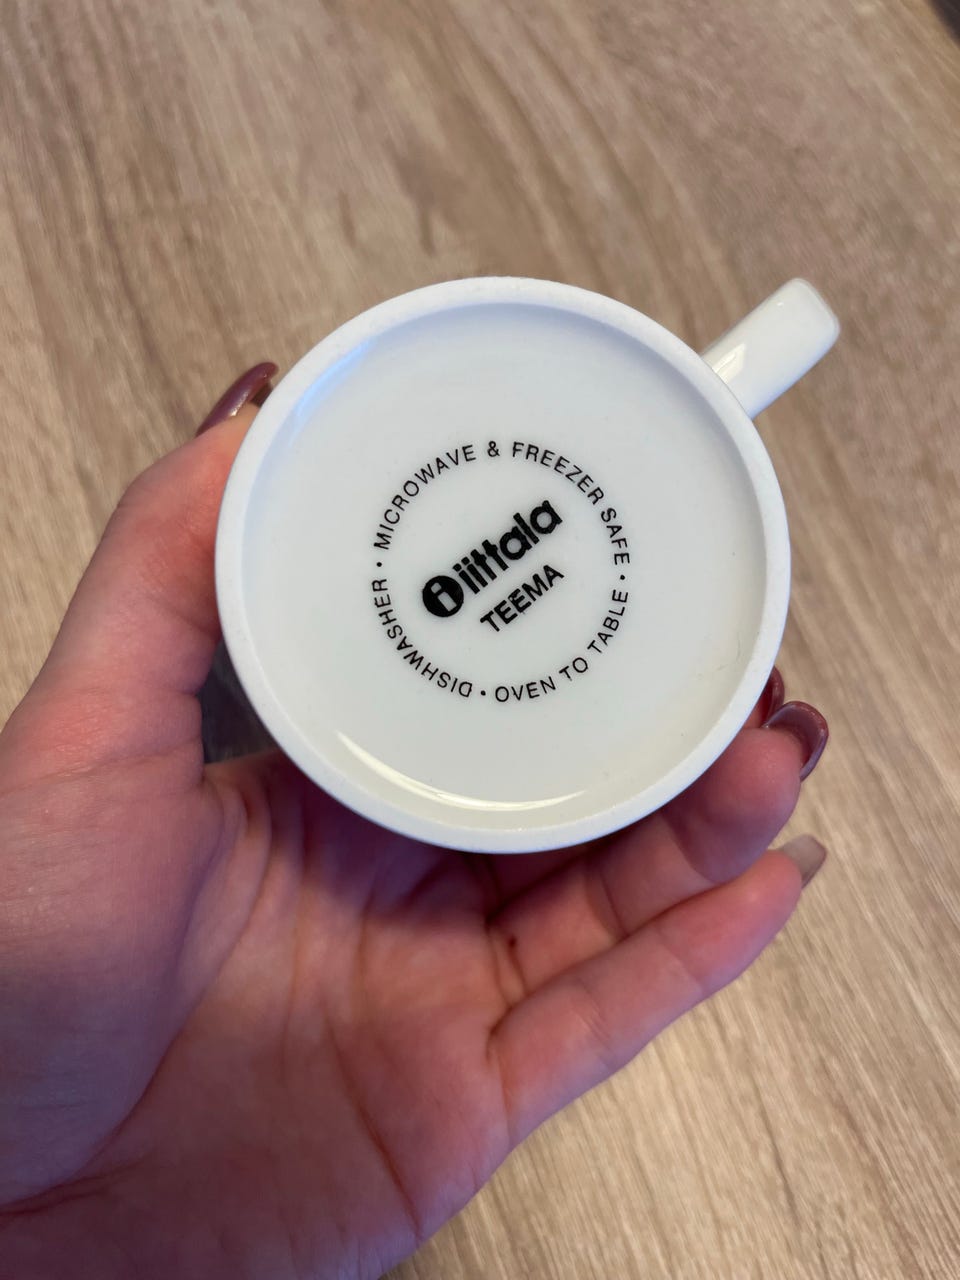 MICROWAVE & FREEZER SAFE · OVEN TO TABLE · DISHWASHER ·
i iittala
TEEMA